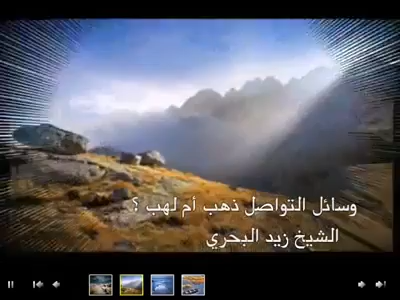 وسائل التواصل ذهب أم لهب ؟
الشيخ زيد البحري